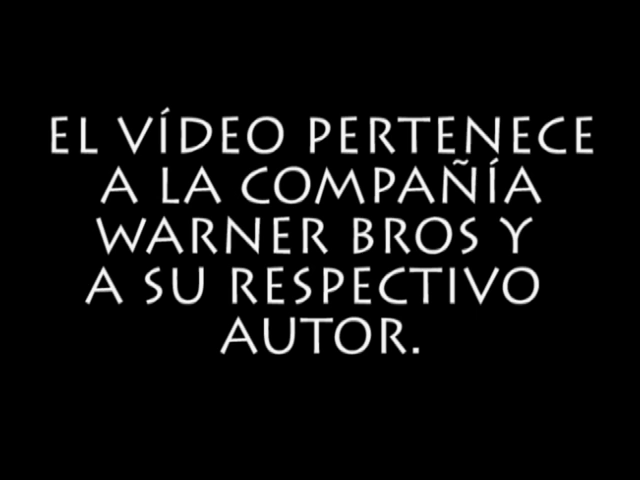 EL VÍDEO PERTENECE
A LA COMPAÑÍA
WARNER BROS Y
A SU RESPECTIVO
AUTOR.